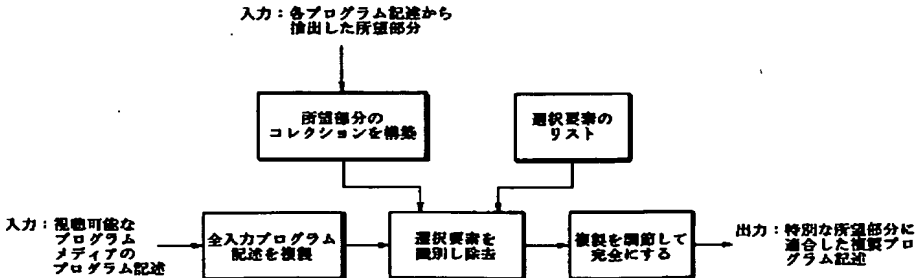 入力：各プログラム記述から
抽出した所望部分
所望部分の
コレクションを構築
選択要素の
リスト
入力：視聴可能な
プログラム
メディアの
プログラム記述
全入力プログラム
記述を複製
選択要素を
識別し除去
複製を調節して
完全にする
出力：特別な所望部分に
適合した複製プロ
グラム記述